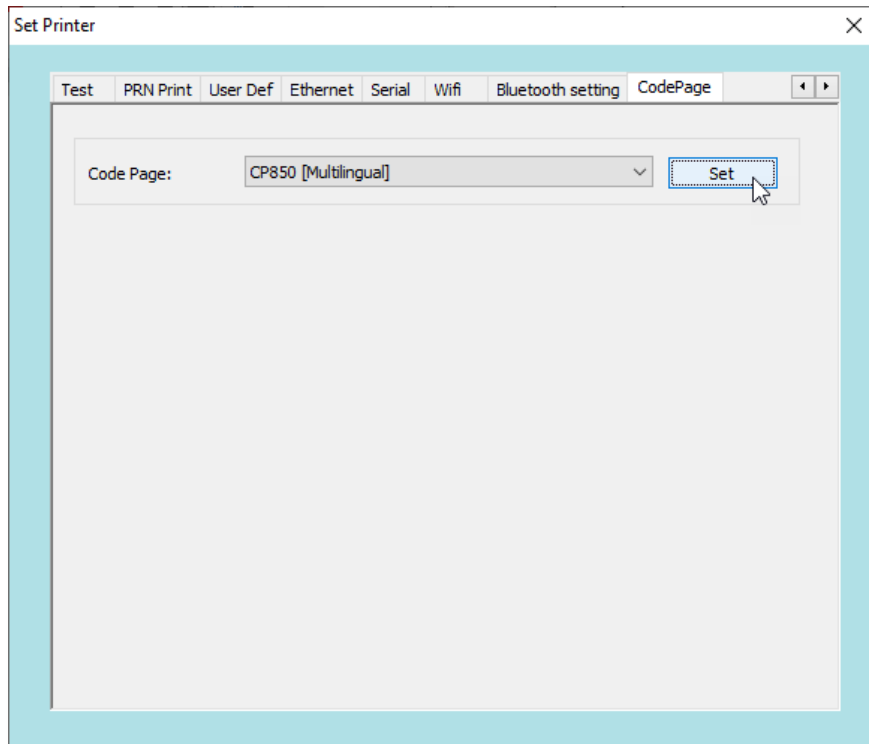 Set Printer
Test PRN Print User Def Ethernet Serial Wifi Bluetooth setting CodePage
Code Page: CP850 [Multilingual] Set